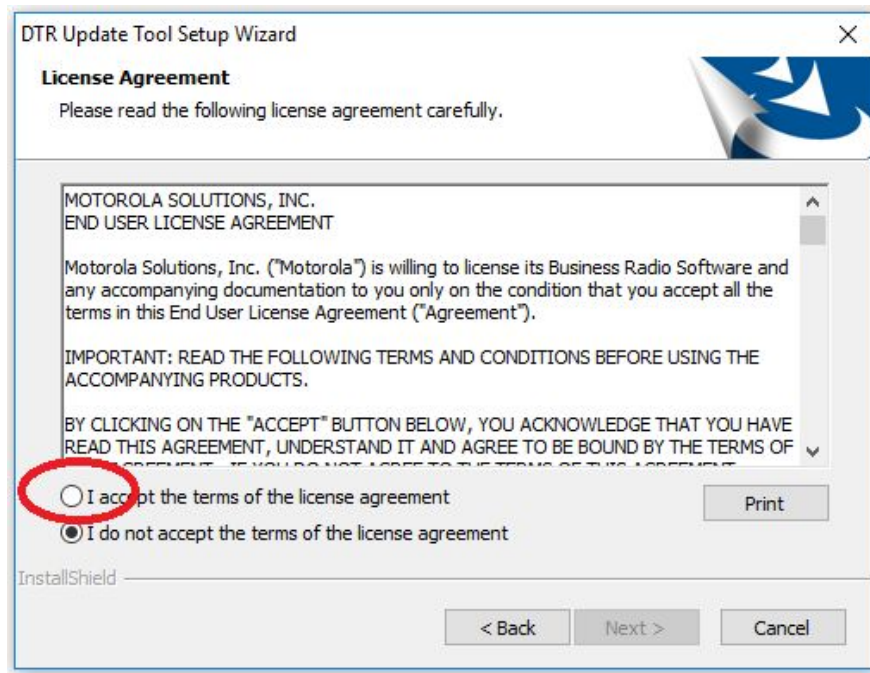 DTR Update Tool Setup Wizard
License Agreement
Please read the following license agreement carefully.
MOTOROLA SOLUTIONS, INC.
END USER LICENSE AGREEMENT
Motorola Solutions, Inc. ("Motorola") is willing to license its Business Radio Software and
any accompanying documentation to you only on the condition that you accept all the
terms in this End User License Agreement ("Agreement").
IMPORTANT: READ THE FOLLOWING TERMS AND CONDITIONS BEFORE USING THE
ACCOMPANYING PRODUCTS.
BY CLICKING ON THE "ACCEPT" BUTTON BELOW, YOU ACKNOWLEDGE THAT YOU HAVE
READ THIS AGREEMENT, UNDERSTAND IT AND AGREE TO BE BOUND BY THE TERMS OF
I accept the terms of the license agreement
Print
I do not accept the terms of the license agreement
InstallShield
< Back
Next >
Cancel